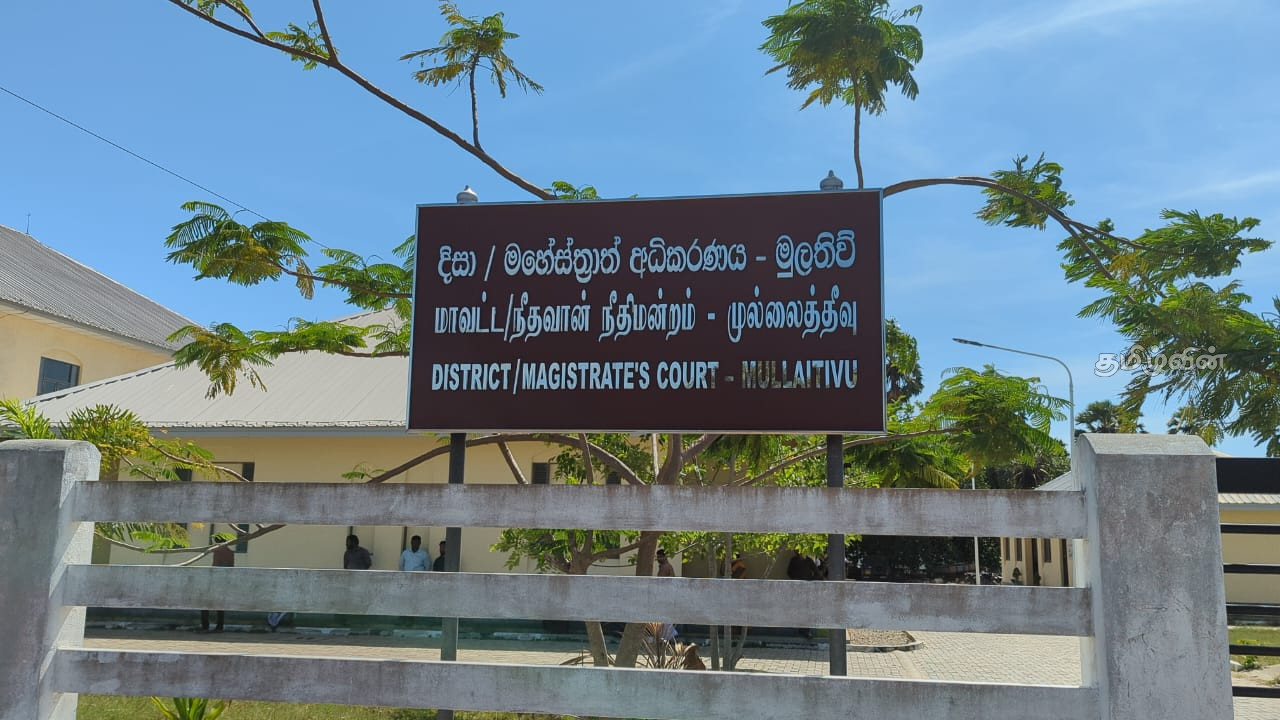 දිසා / මහේස්ත්‍රාත් අධිකරණය - මුලතිව්
மாவட்ட/நீதவான் நீதிமன்றம் - முல்லைத்தீவு
DISTRICT/MAGISTRATE'S COURT - MULLAITIVU
தமிழ்வின்